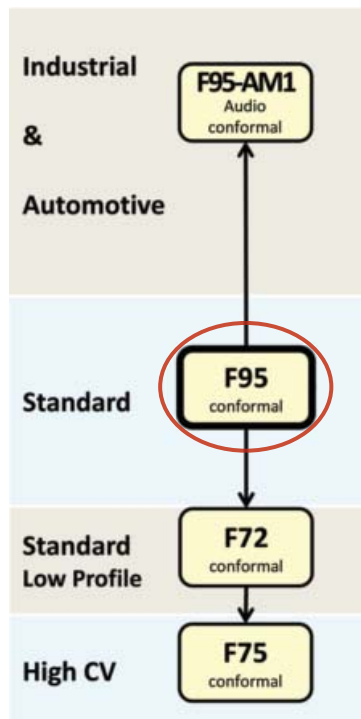 Industrial
&
Automotive
F95-AM1
Audio
conformal
Standard
F95
conformal
Standard
Low Profile
F72
conformal
High CV
F75
conformal